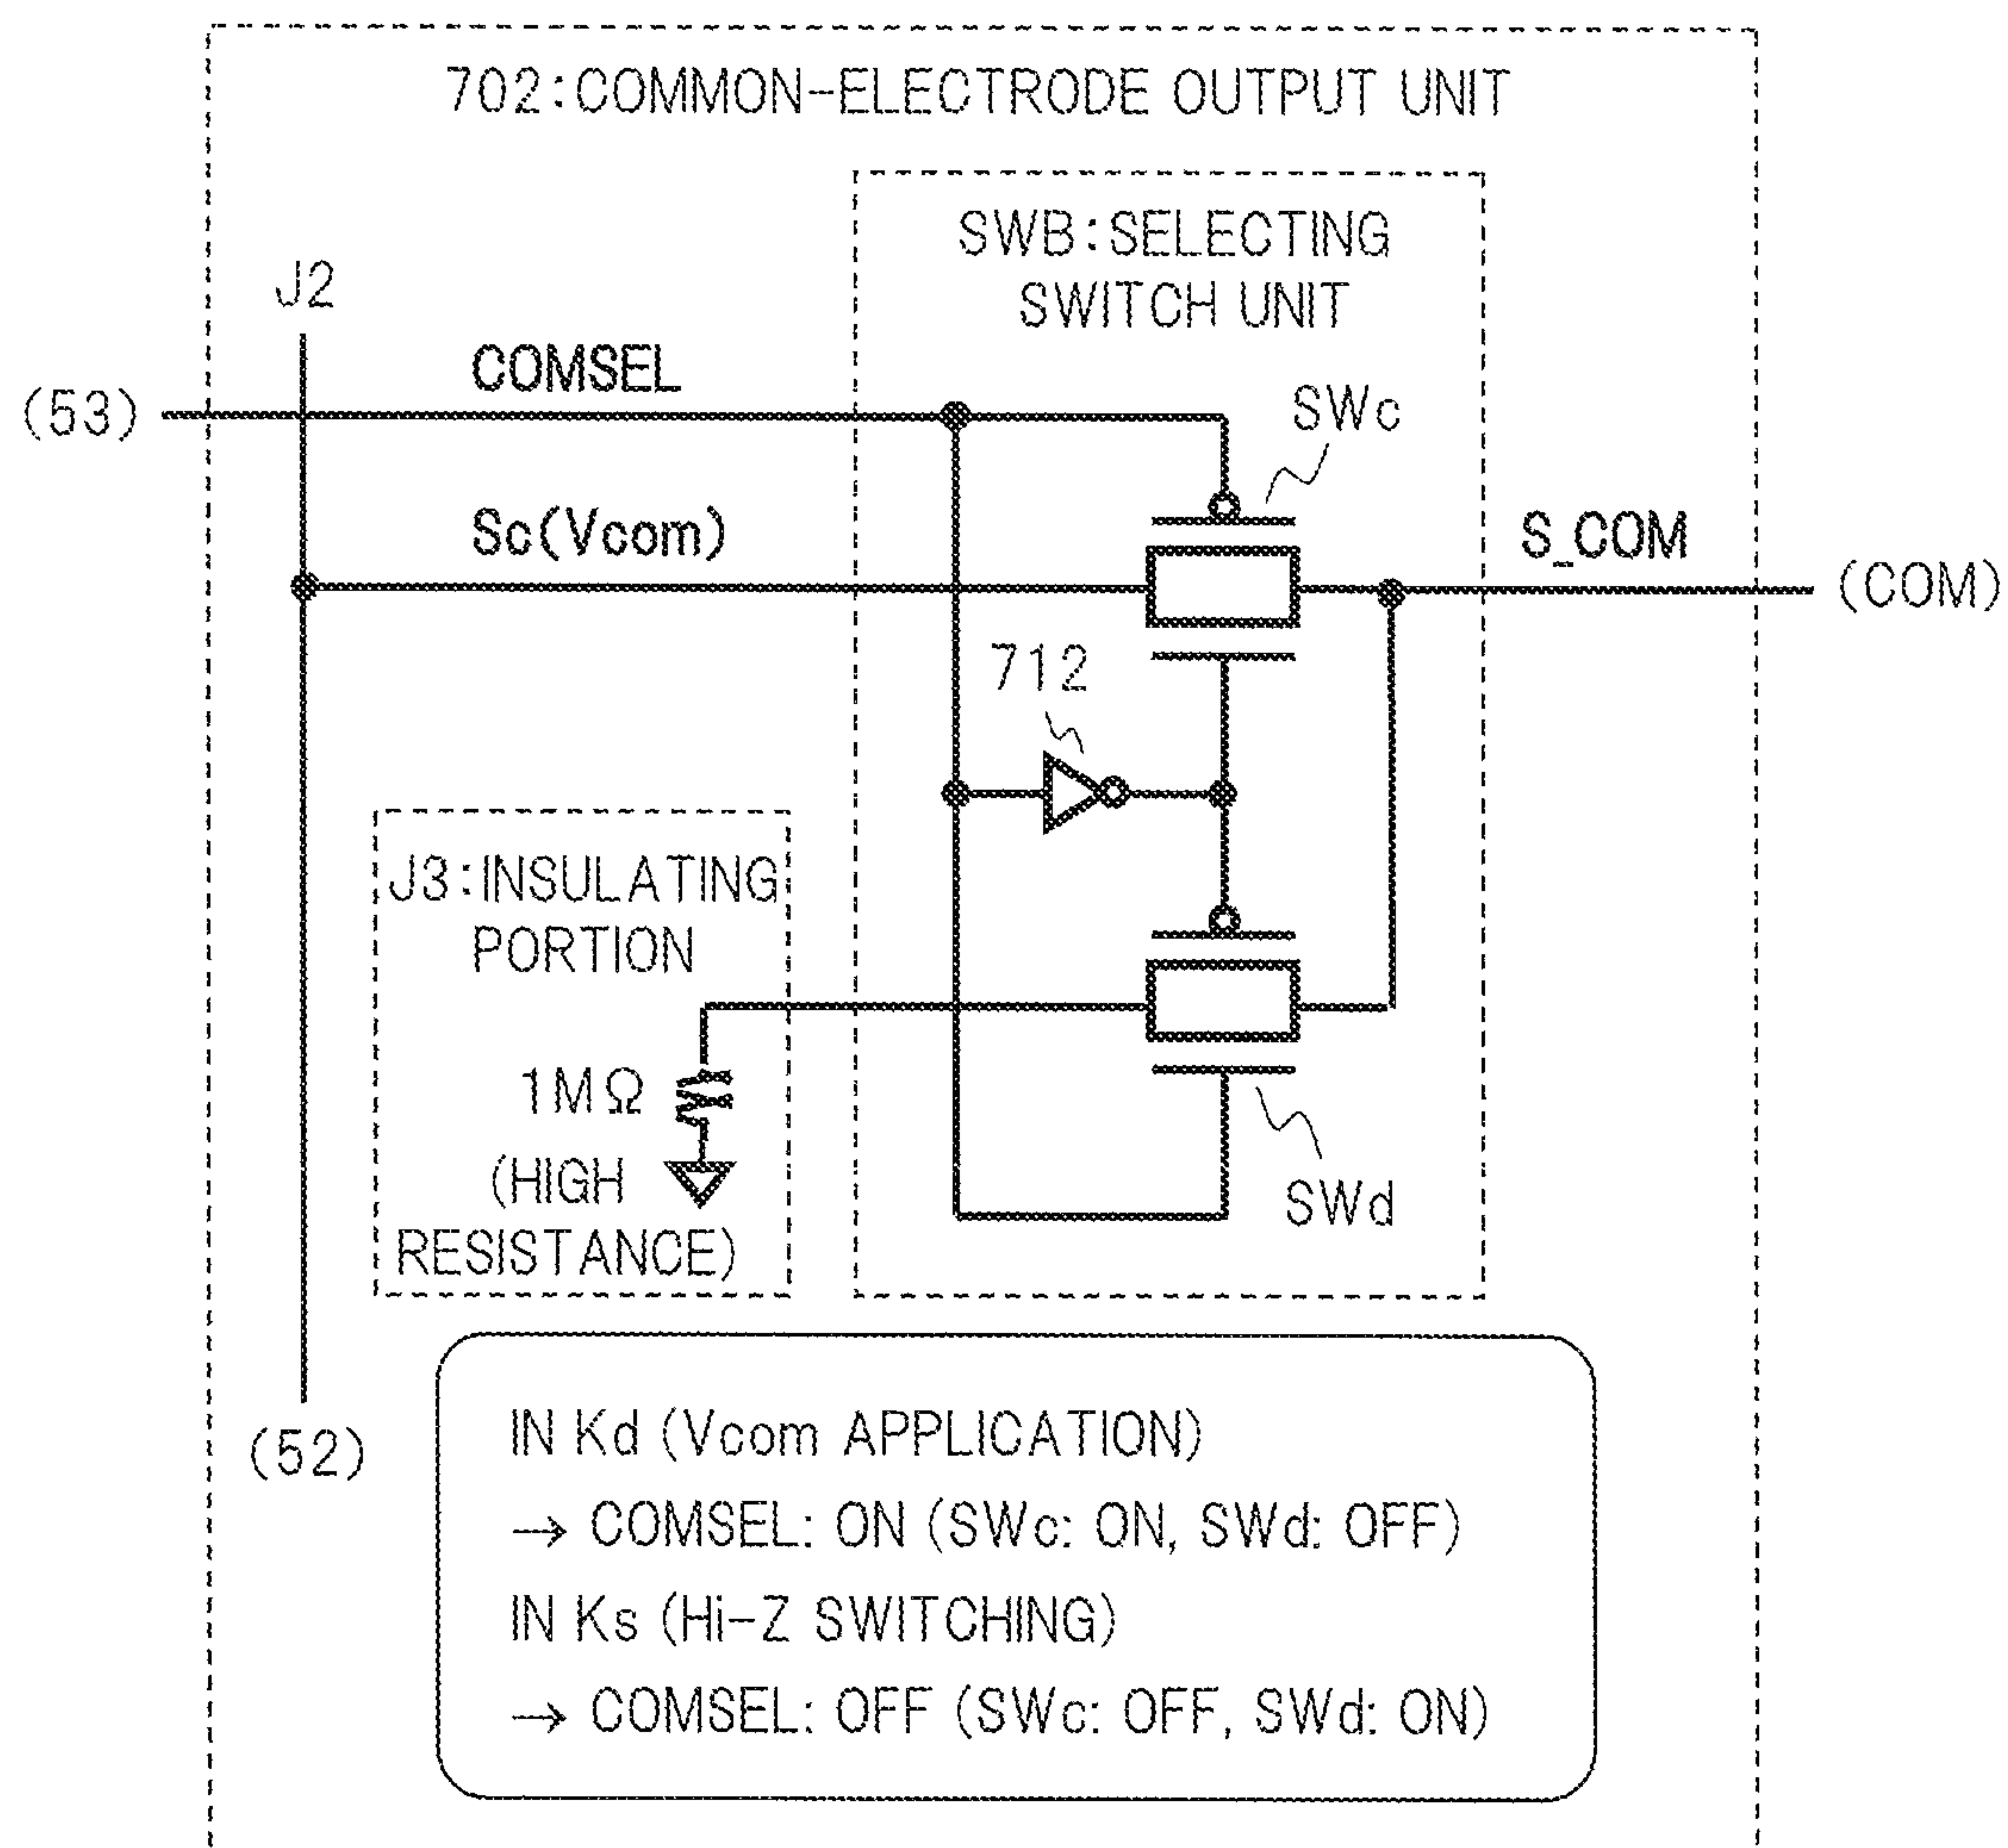 702:COMMON-ELECTRODE OUTPUT UNIT
SWB:SELECTING
SWITCH UNIT
J2
COMSEL
(53)
SWc
Sc(Vcom)
S_COM
(COM)
712
J3:INSULATING
PORTION
1MΩ
(HIGH
RESISTANCE)
SWd
(52)
IN Kd (Vcom APPLICATION)
→ COMSEL: ON (SWc: ON, SWd: OFF)
IN Ks (Hi-Z SWITCHING)
→ COMSEL: OFF (SWc: OFF, SWd: ON)